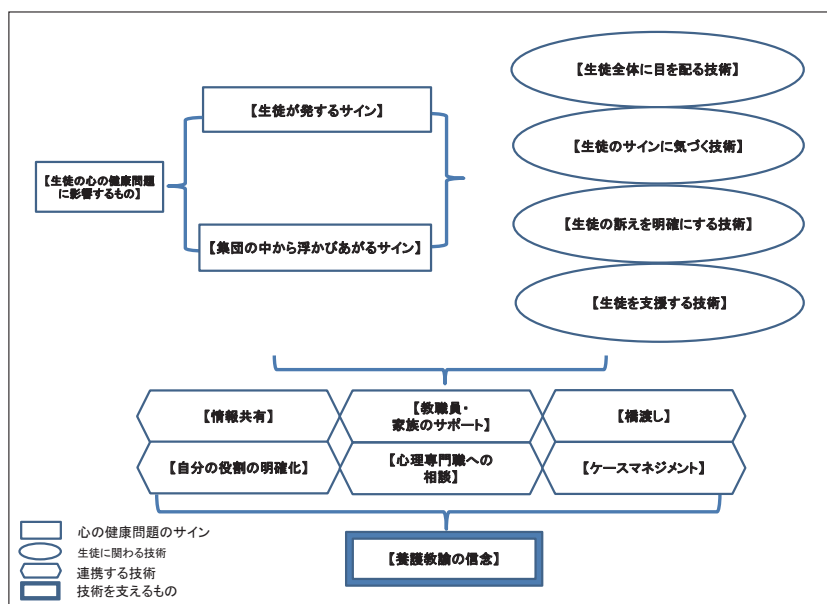 【生徒全体に目を配る技術】
【生徒が発するサイン】
【生徒のサインに気づく技術】
【生徒の心の健康問題
に影響するもの】
【生徒の訴えを明確にする技術】
【集団の中から浮かびあがるサイン】
【生徒を支援する技術】
【情報共有】
【教職員・
家族のサポート】
【橋渡し】
【自分の役割の明確化】
【心理専門職への
相談】
【ケースマネジメント】
【養護教諭の信念】
心の健康問題のサイン
生徒に関わる技術
連携する技術
技術を支えるもの